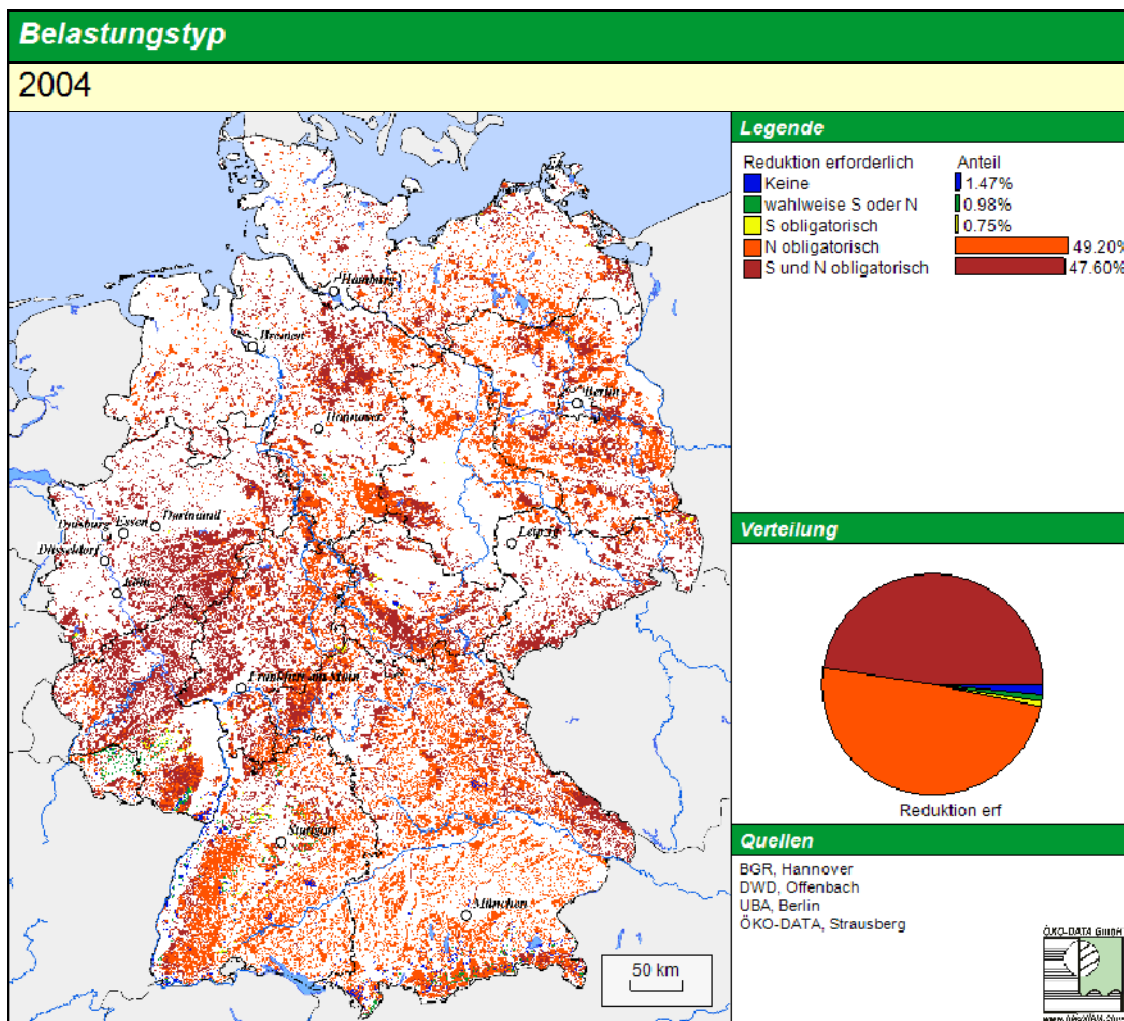 Belastungstyp
2004
Legende
Reduktion erforderlich Anteil
Keine 1.47%
wahlweise S oder N 0.98%
S obligatorisch 0.75%
N obligatorisch 49.20%
S und N obligatorisch 47.60%
Hamburg
Bremen
Berlin
Hannover
Duisburg Essen Dortmund
Düsseldorf
Leipzig
Köln
Frankfurt am Main
Stuttgart
München
50 km
Verteilung
Reduktion erf
Quellen
BGR, Hannover
DWD, Offenbach
UBA, Berlin
ÖKO-DATA, Strausberg
ÖKO-DATA GmbH